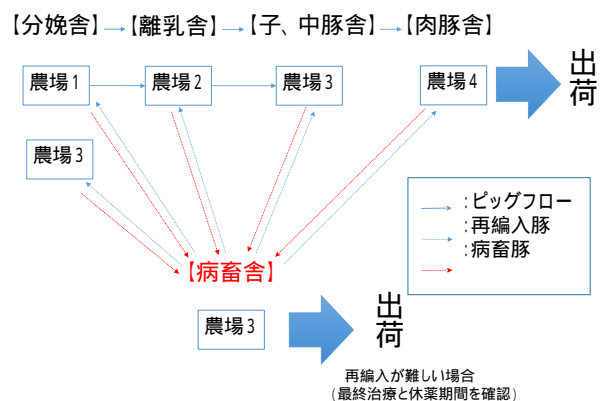 【分娩舎】【離乳舎】【子、中豚舎】【肉豚舎】
農場1
農場2
農場3
農場4
出荷
農場3
:ピッグフロー
:再編入豚
:病畜豚
【病畜舎】
農場3
出荷
再編入が難しい場合
(最終治療と休薬期間を確認)